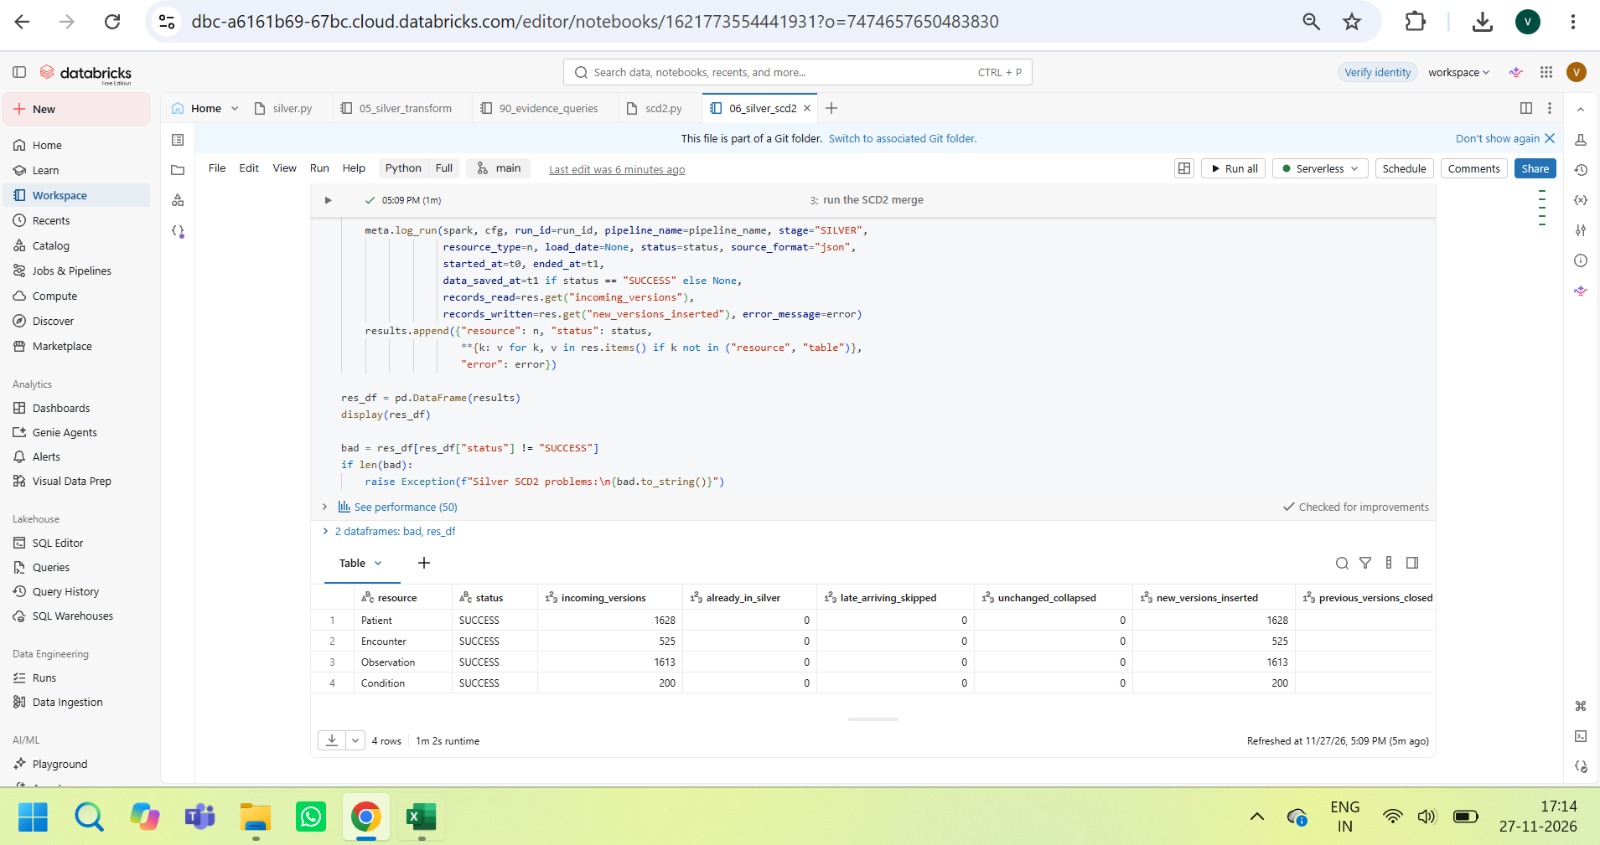 dbc-a6161b69-67bc.cloud.databricks.com/editor/notebooks/1621773554441931?o=7474657650483830
V
databricks
Free Edition
Search data, notebooks, recents, and more...
CTRL + P
Verify identity
workspace
V
New
Home
silver.py
05_silver_transform
90_evidence_queries
scd2.py
06_silver_scd2
This file is part of a Git folder. Switch to associated Git folder.
Don't show again
Home
Learn
Workspace
Recents
Catalog
Jobs & Pipelines
Compute
Discover
Marketplace
Analytics
Dashboards
Genie Agents
Alerts
Visual Data Prep
Lakehouse
SQL Editor
Queries
Query History
SQL Warehouses
Data Engineering
Runs
Data Ingestion
AI/ML
Playground
File Edit View Run Help Python Full main Last edit was 6 minutes ago
Run all Serverless Schedule Comments Share
05:09 PM (1m) 3: run the SCD2 merge
meta.log_run(spark, cfg, run_id=run_id, pipeline_name=pipeline_name, stage="SILVER",
resource_type=n, load_date=None, status=status, source_format="json",
started_at=t0, ended_at=t1,
data_saved_at=t1 if status == "SUCCESS" else None,
records_read=res.get("incoming_versions"),
records_written=res.get("new_versions_inserted"), error_message=error)
results.append({"resource": n, "status": status,
**{k: v for k, v in res.items() if k not in ("resource", "table")},
"error": error})
res_df = pd.DataFrame(results)
display(res_df)
bad = res_df[res_df["status"] != "SUCCESS"]
if len(bad):
raise Exception(f"Silver SCD2 problems:\n{bad.to_string()}")
See performance (50)
Checked for improvements
2 dataframes: bad, res_df
Table
resource status incoming_versions already_in_silver late_arriving_skipped unchanged_collapsed new_versions_inserted previous_versions_closed
1 Patient SUCCESS 1628 0 0 0 1628
2 Encounter SUCCESS 525 0 0 0 525
3 Observation SUCCESS 1613 0 0 0 1613
4 Condition SUCCESS 200 0 0 0 200
4 rows 1m 2s runtime
Refreshed at 11/27/26, 5:09 PM (5m ago)
ENG
IN
17:14
27-11-2026